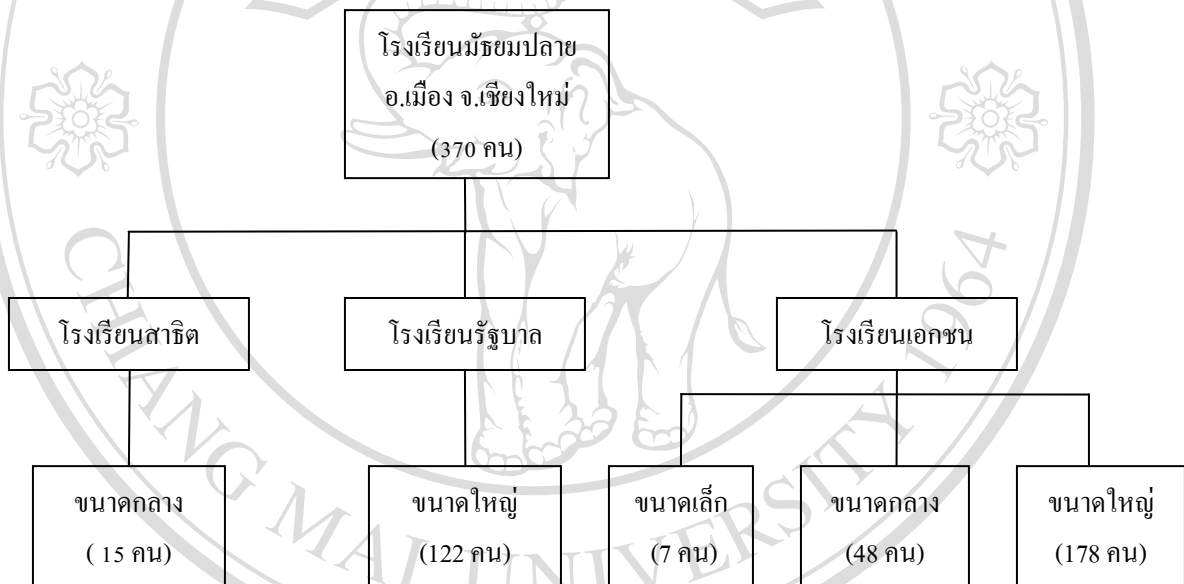 โรงเรียนมัธยมปลาย
อ.เมือง จ.เชียงใหม่
(370 คน)
โรงเรียนสาธิต
โรงเรียนรัฐบาล
โรงเรียนเอกชน
ขนาดกลาง
( 15 คน)
ขนาดใหญ่
(122 คน)
ขนาดเล็ก
(7 คน)
ขนาดกลาง
(48 คน)
ขนาดใหญ่
(178 คน)
CHIANG MAI UNIVERSITY 1964